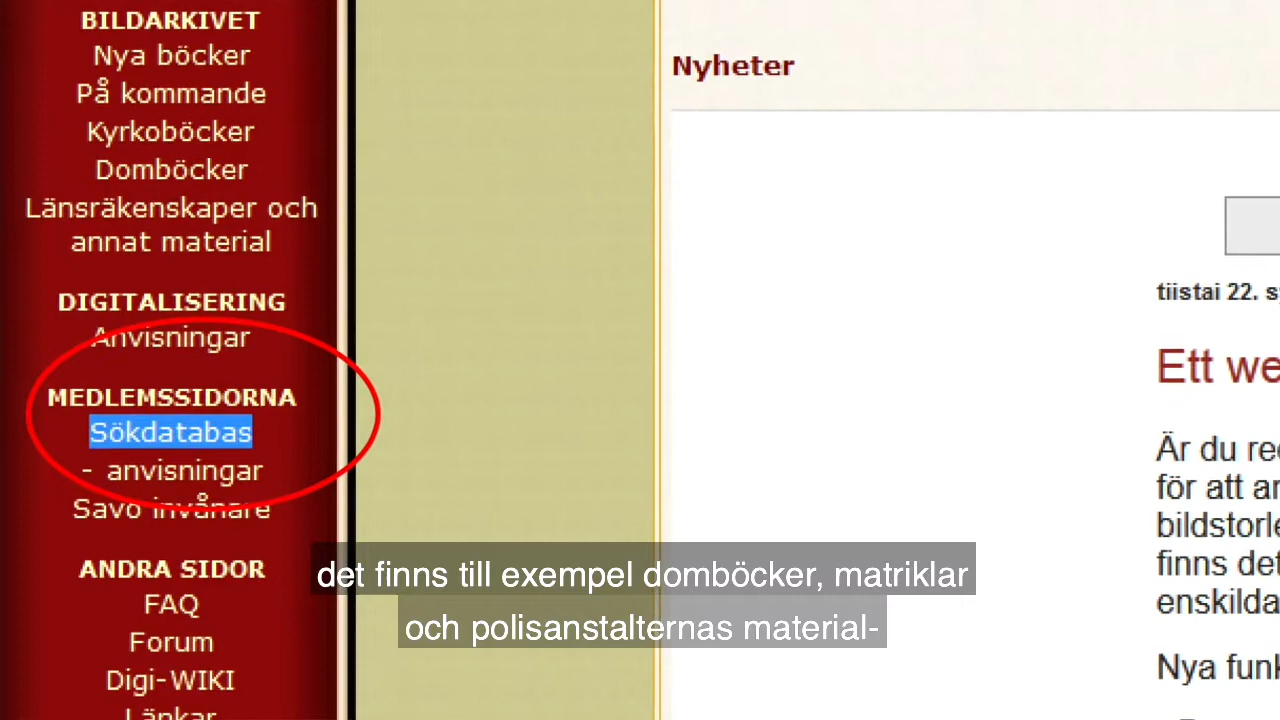 BILDARKIVET
Nya böcker
På kommande
Kyrkoböcker
Domböcker
Länsräkenskaper och
annat material
DIGITALISERING
Anvisningar
MEDLEMSSIDORNA
Sökdatabas
- anvisningar
Savo invånare
ANDRA SIDOR
FAQ
Forum
Digi-WIKI
Länkar
Nyheter
tiistai 22. s
Ett we
Är du red
för att an
bildstorle
finns det
enskilda
Nya funk
det finns till exempel domböcker, matriklar
och polisanstalternas material-